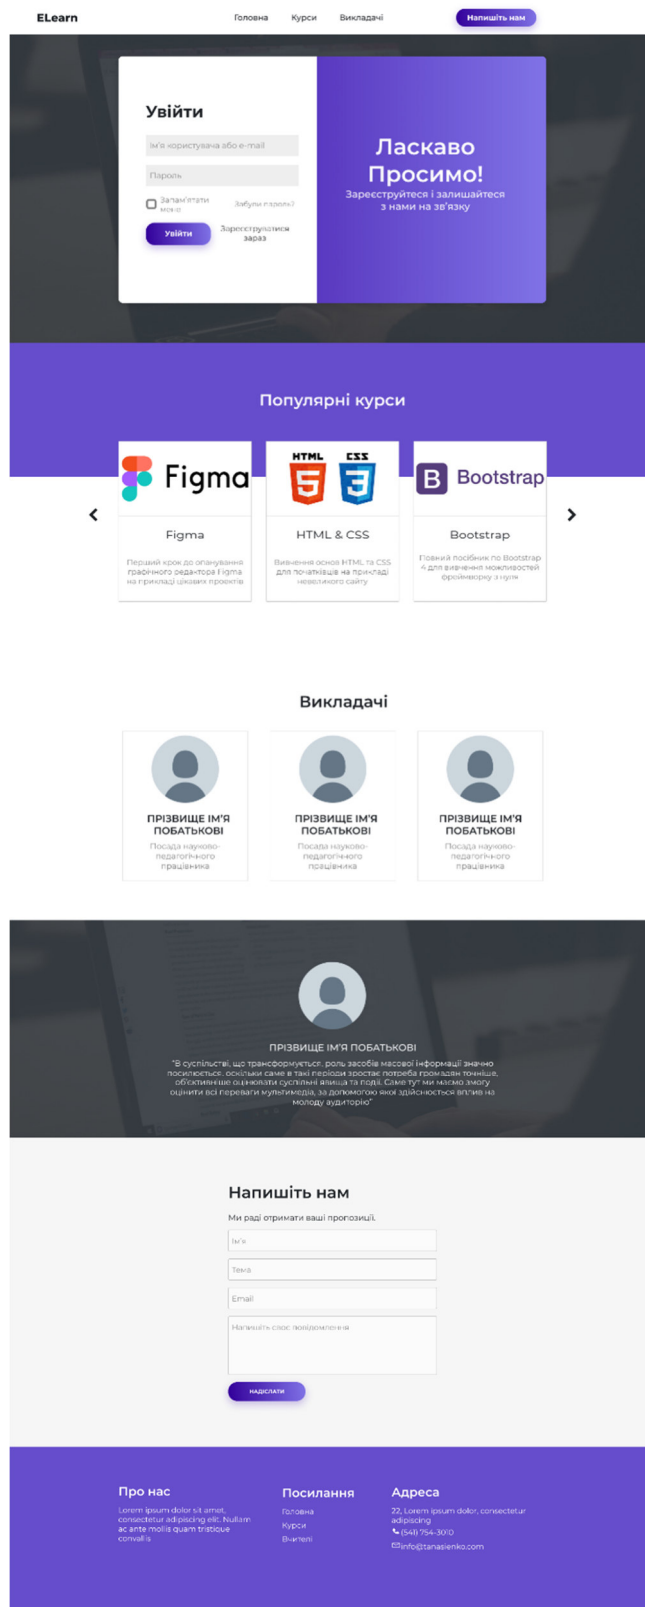 ELearn
Головна Курси Викладачі Напишіть нам
Увійти
Ім'я користувача або e-mail
Пароль
Запам'ятати
мене
Забули пароль?
Увійти
Зареєструватися
зараз
Ласкаво
Просимо!
Зареєструйтеся і залишайтеся
з нами на зв'язку
Популярні курси
Figma
HTML CSS
5 3
B Bootstrap
Figma
Перший крок до опанування
графічного редактора Figma
на прикладі цікавих проектів
HTML & CSS
Вивчення основ HTML та CSS
для початківців на прикладі
невеликого сайту
Bootstrap
Повний посібник по Bootstrap
4 для вивчення можливостей
фреймворку з нуля
Викладачі
ПРІЗВИЩЕ ІМ'Я
ПОБАТЬКОВІ
Посада науково-
педагогічного
працівника
ПРІЗВИЩЕ ІМ'Я
ПОБАТЬКОВІ
Посада науково-
педагогічного
працівника
ПРІЗВИЩЕ ІМ'Я
ПОБАТЬКОВІ
Посада науково-
педагогічного
працівника
ПРІЗВИЩЕ ІМ'Я ПОБАТЬКОВІ
"В суспільстві, що трансформується, роль засобів масової інформації значно
посилюється, оскільки саме в такі періоди зростає потреба громадян точніше,
об'єктивніше оцінювати суспільні явища та події. Саме тут ми маємо змогу
оцінити всі переваги мультимедіа, за допомогою якої здійснюється вплив на
молоду аудиторію"
Напишіть нам
Ми раді отримати ваші пропозиції.
Ім'я
Тема
Email
Напишіть своє повідомлення
НАДІСЛАТИ
Про нас
Lorem ipsum dolor sit amet,
consectetur adipiscing elit. Nullam
ac ante mollis quam tristique
convallis
Посилання
Головна
Курси
Вчителі
Адреса
22, Lorem ipsum dolor, consectetur
adipiscing
(541) 754-3010
info@tanasienko.com